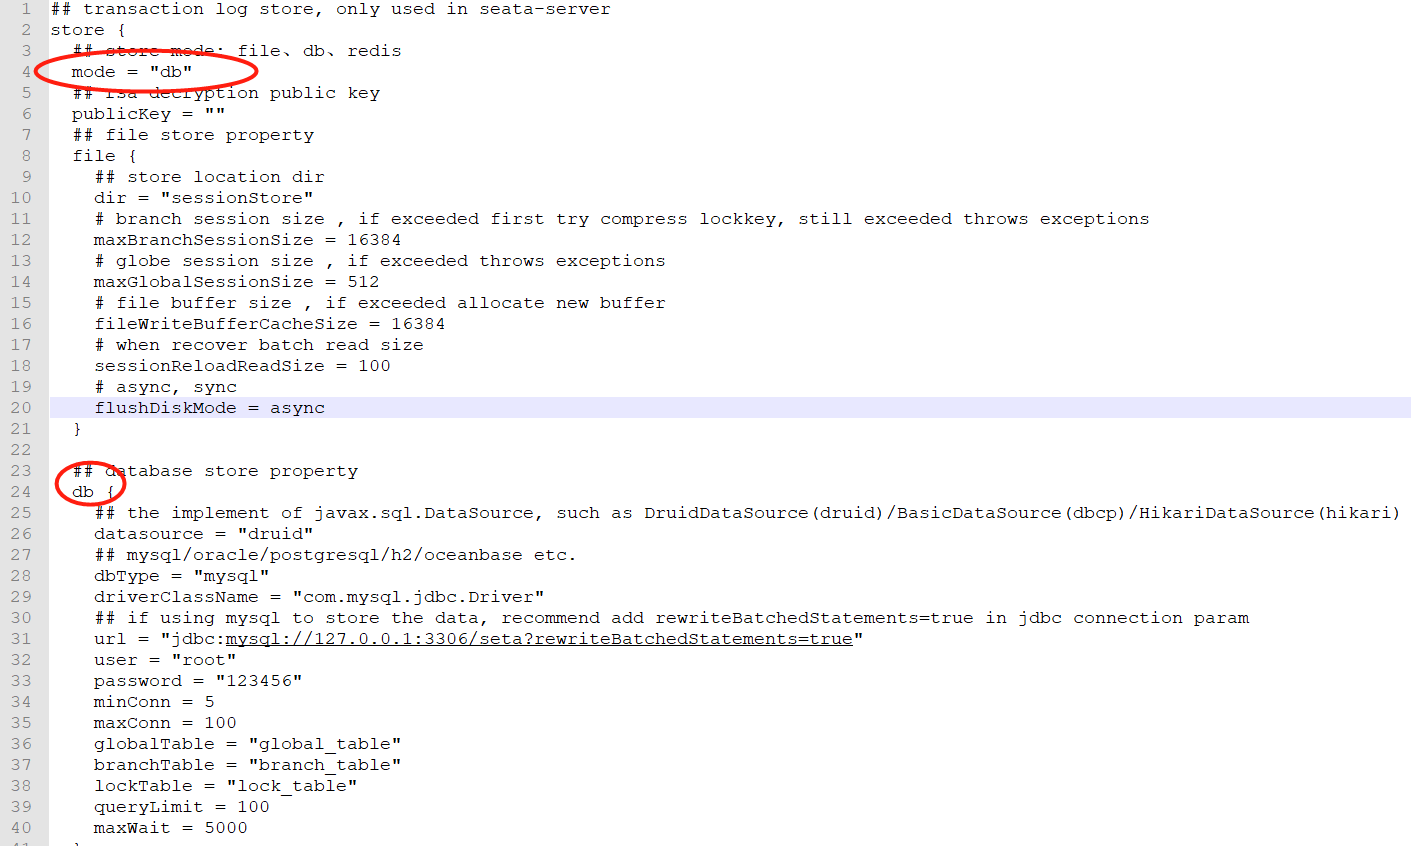 1 ## transaction log store, only used in seata-server
2 store {
3 ## store mode: file、db、redis
4 mode = "db"
5 ## rsa decryption public key
6 publicKey = ""
7 ## file store property
8 file {
9 ## store location dir
10 dir = "sessionStore"
11 # branch session size , if exceeded first try compress lockkey, still exceeded throws exceptions
12 maxBranchSessionSize = 16384
13 # globe session size , if exceeded throws exceptions
14 maxGlobalSessionSize = 512
15 # file buffer size , if exceeded allocate new buffer
16 fileWriteBufferCacheSize = 16384
17 # when recover batch read size
18 sessionReloadReadSize = 100
19 # async, sync
20 flushDiskMode = async
21 }
22
23 ## database store property
24 db {
25 ## the implement of javax.sql.DataSource, such as DruidDataSource(druid)/BasicDataSource(dbcp)/HikariDataSource(hikari)
26 datasource = "druid"
27 ## mysql/oracle/postgresql/h2/oceanbase etc.
28 dbType = "mysql"
29 driverClassName = "com.mysql.jdbc.Driver"
30 ## if using mysql to store the data, recommend add rewriteBatchedStatements=true in jdbc connection param
31 url = "jdbc:mysql://127.0.0.1:3306/seta?rewriteBatchedStatements=true"
32 user = "root"
33 password = "123456"
34 minConn = 5
35 maxConn = 100
36 globalTable = "global_table"
37 branchTable = "branch_table"
38 lockTable = "lock_table"
39 queryLimit = 100
40 maxWait = 5000